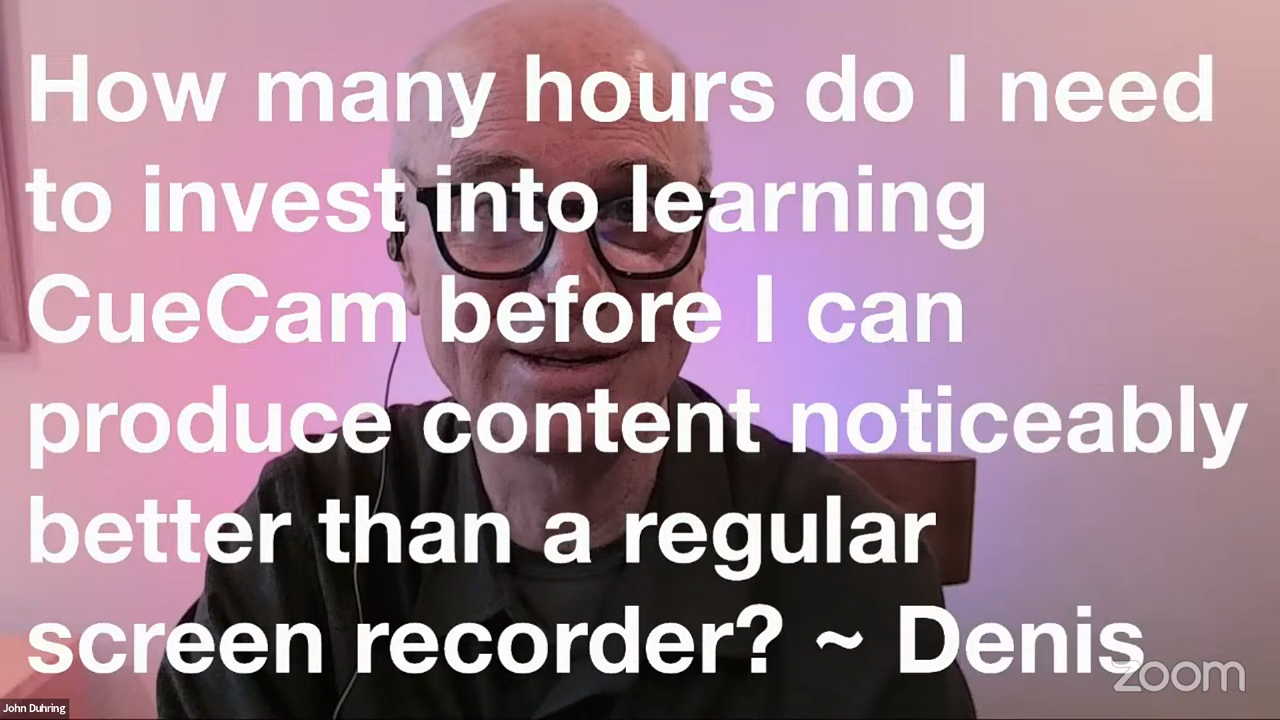 How many hours do I need
to invest into learning
CueCam before I can
produce content noticeably
better than a regular
screen recorder? ~ Denis
zoom
John Duhring